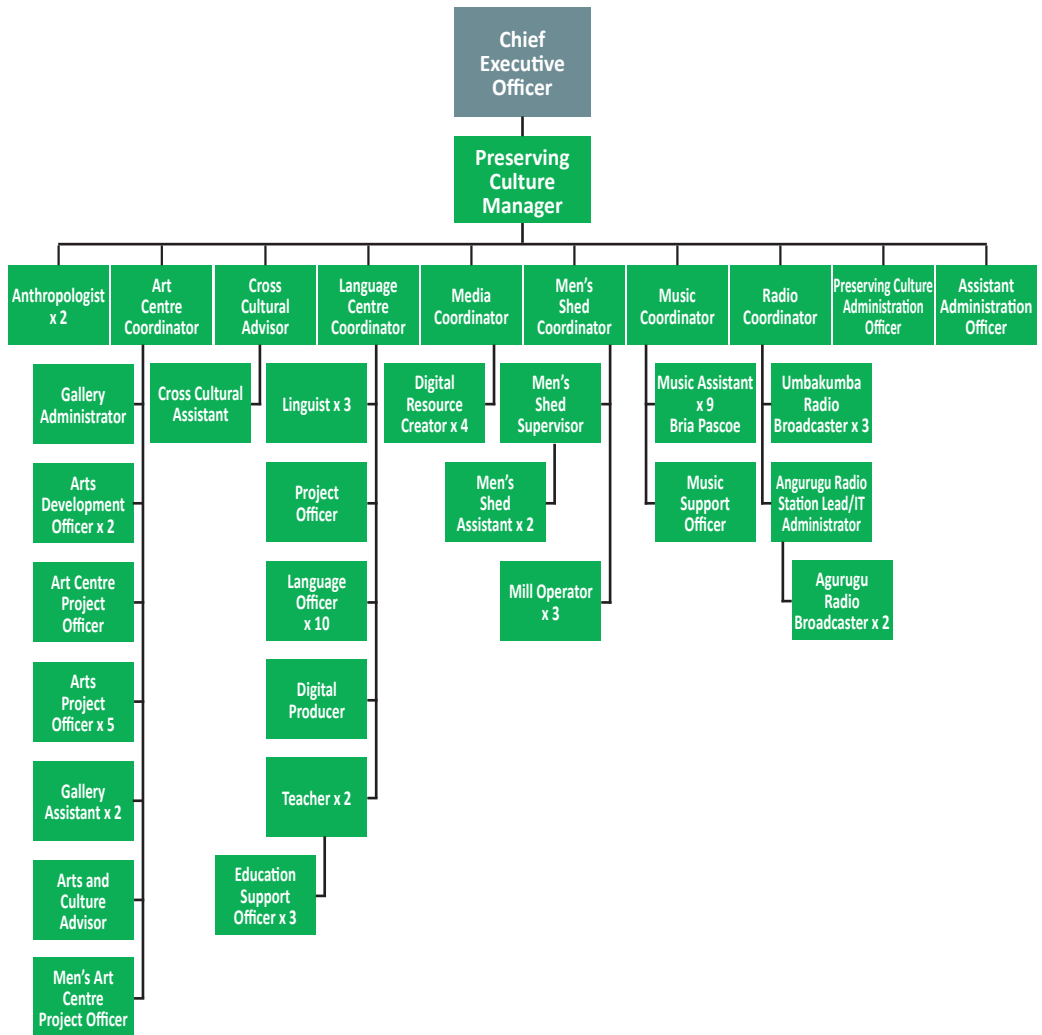 Chief
Executive
Officer
Preserving
Culture
Manager
Anthropologist
x 2
Art
Centre
Coordinator
Cross
Cultural
Advisor
Language
Centre
Coordinator
Media
Coordinator
Men's
Shed
Coordinator
Music
Coordinator
Radio
Coordinator
Preserving Culture
Administration
Officer
Assistant
Administration
Officer
Gallery
Administrator
Cross Cultural
Assistant
Linguist x 3
Digital
Resource
Creator x 4
Men's
Shed
Supervisor
Music Assistant
x 9
Bria Pascoe
Umbakumba
Radio
Broadcaster x 3
Arts
Development
Officer x 2
Project
Officer
Men's
Shed
Assistant x 2
Music
Support
Officer
Angurugu Radio
Station Lead/IT
Administrator
Art Centre
Project
Officer
Language
Officer
x 10
Mill Operator
x 3
Agurugu
Radio
Broadcaster x 2
Arts
Project
Officer x 5
Digital
Producer
Gallery
Assistant x 2
Teacher x 2
Arts and
Culture
Advisor
Education
Support
Officer x 3
Men's Art
Centre
Project Officer